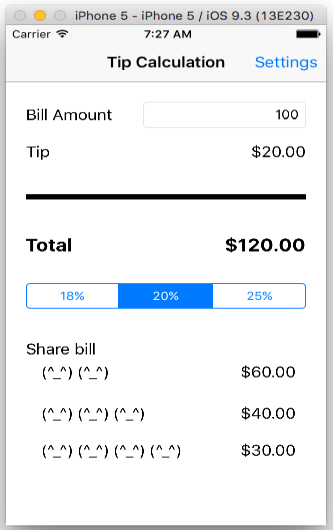 iPhone 5 - iPhone 5 / iOS 9.3 (13E230)
Carrier 7:27 AM
Tip Calculation Settings
Bill Amount 100
Tip $20.00
Total $120.00
18% 20% 25%
Share bill
(^_^) (^_^) $60.00
(^_^) (^_^) (^_^) $40.00
(^_^) (^_^) (^_^) (^_^) $30.00